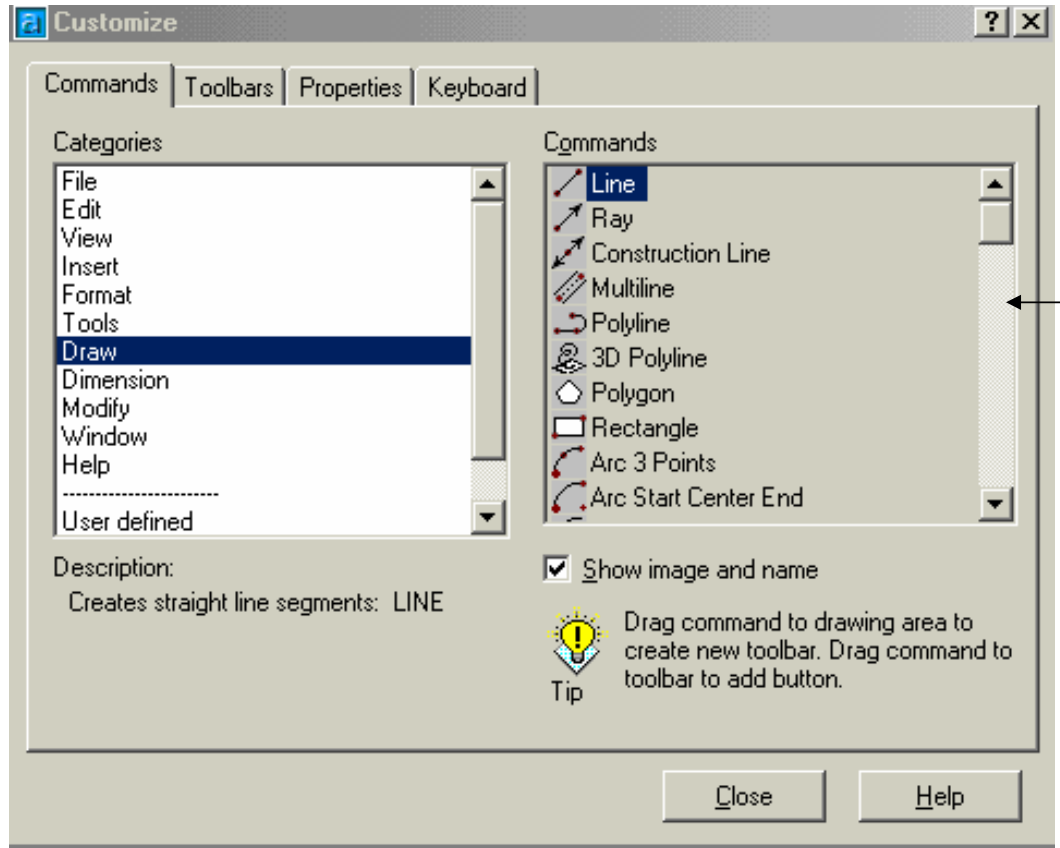 Customize
Commands
Toolbars
Properties
Keyboard
Categories
File
Edit
View
Insert
Format
Tools
Draw
Dimension
Modify
Window
Help
-----------------------
User defined
Description:
Creates straight line segments: LINE
Commands
Line
Ray
Construction Line
Multiline
Polyline
3D Polyline
Polygon
Rectangle
Arc 3 Points
Arc Start Center End
Show image and name
Tip
Drag command to drawing area to
create new toolbar. Drag command to
toolbar to add button.
Close
Help